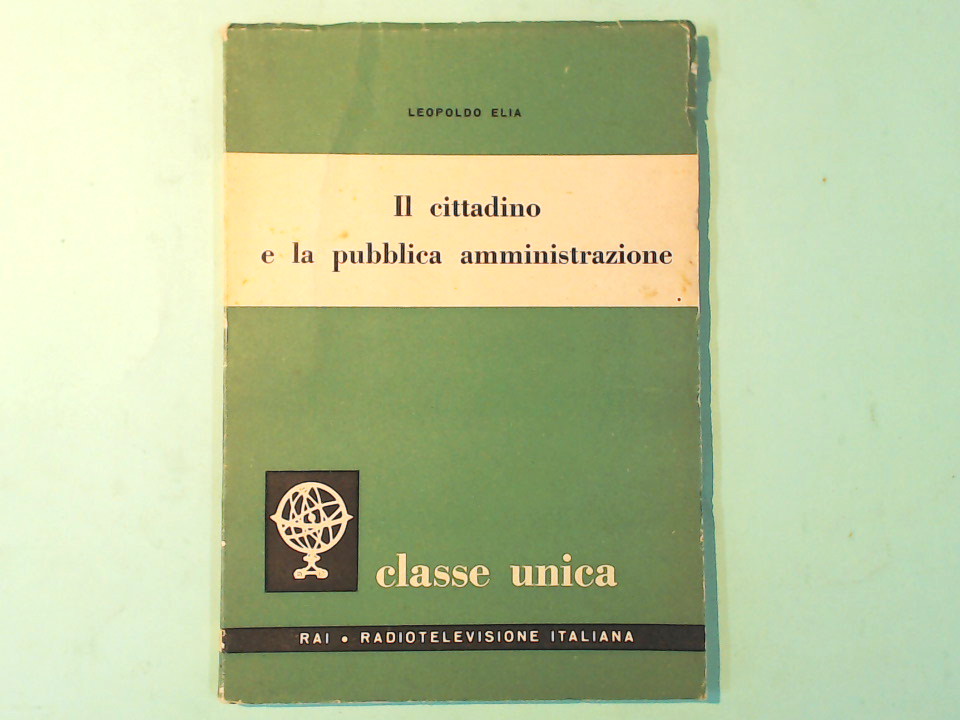 LEOPOLDO ELIA
Il cittadino
e la pubblica amministrazione
classe unica
RAI • RADIOTELEVISIONE ITALIANA